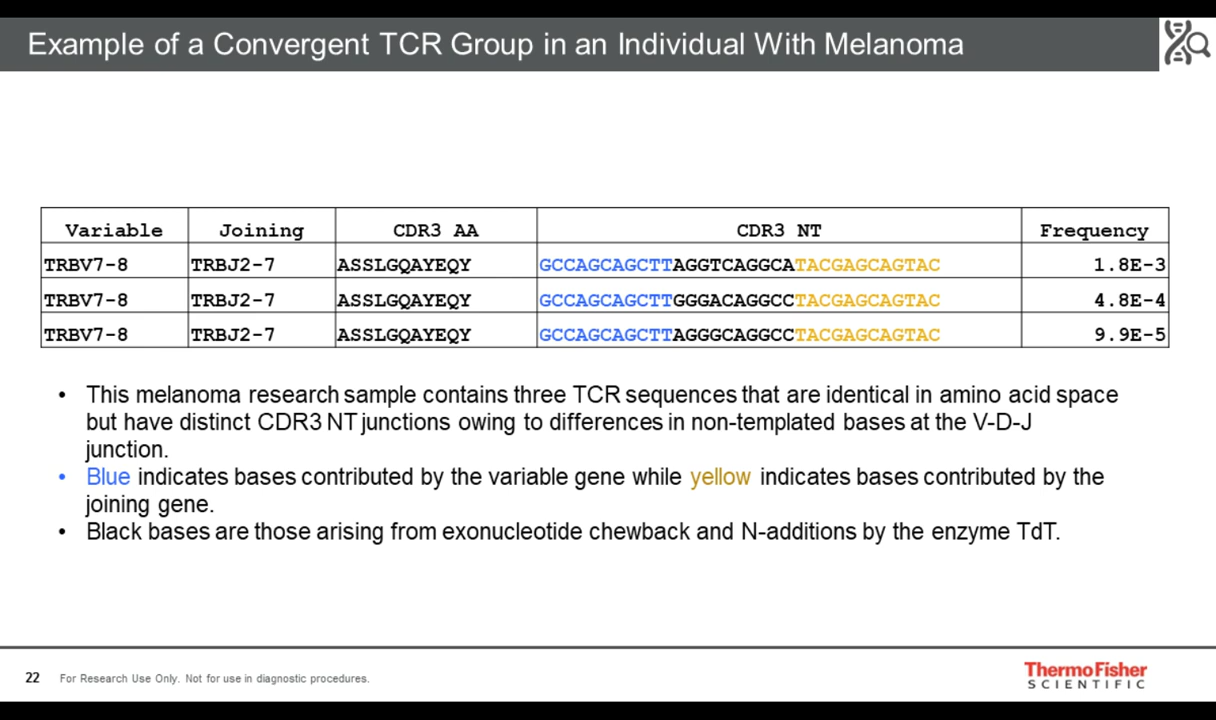 Example of a Convergent TCR Group in an Individual With Melanoma
Variable Joining CDR3 AA CDR3 NT Frequency
TRBV7-8 TRBJ2-7 ASSLGQAYEQY GCCAGCAGCTTAGGTCAGGCATACGAGCAGTAC 1.8E-3
TRBV7-8 TRBJ2-7 ASSLGQAYEQY GCCAGCAGCTTGGGACAGGCCTACGAGCAGTAC 4.8E-4
TRBV7-8 TRBJ2-7 ASSLGQAYEQY GCCAGCAGCTTAGGGCAGGCCTACGAGCAGTAC 9.9E-5
• This melanoma research sample contains three TCR sequences that are identical in amino acid space
but have distinct CDR3 NT junctions owing to differences in non-templated bases at the V-D-J
junction.
• Blue indicates bases contributed by the variable gene while yellow indicates bases contributed by the
joining gene.
• Black bases are those arising from exonucleotide chewback and N-additions by the enzyme TdT.
22 For Research Use Only. Not for use in diagnostic procedures.
ThermoFisher
SCIENTIFIC